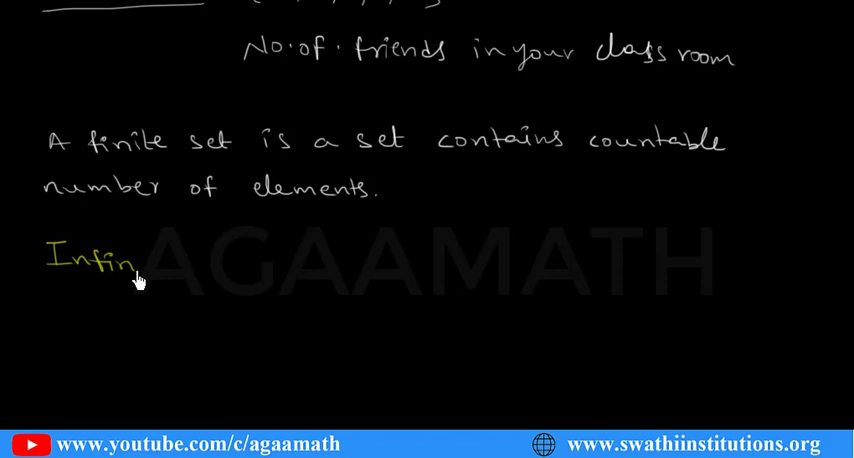 No. of. friends in your class room
A finite set is a set contains countable
number of elements.
Infin
AGAAMATH
www.youtube.com/c/agaamath
www.swathiinstitutions.org